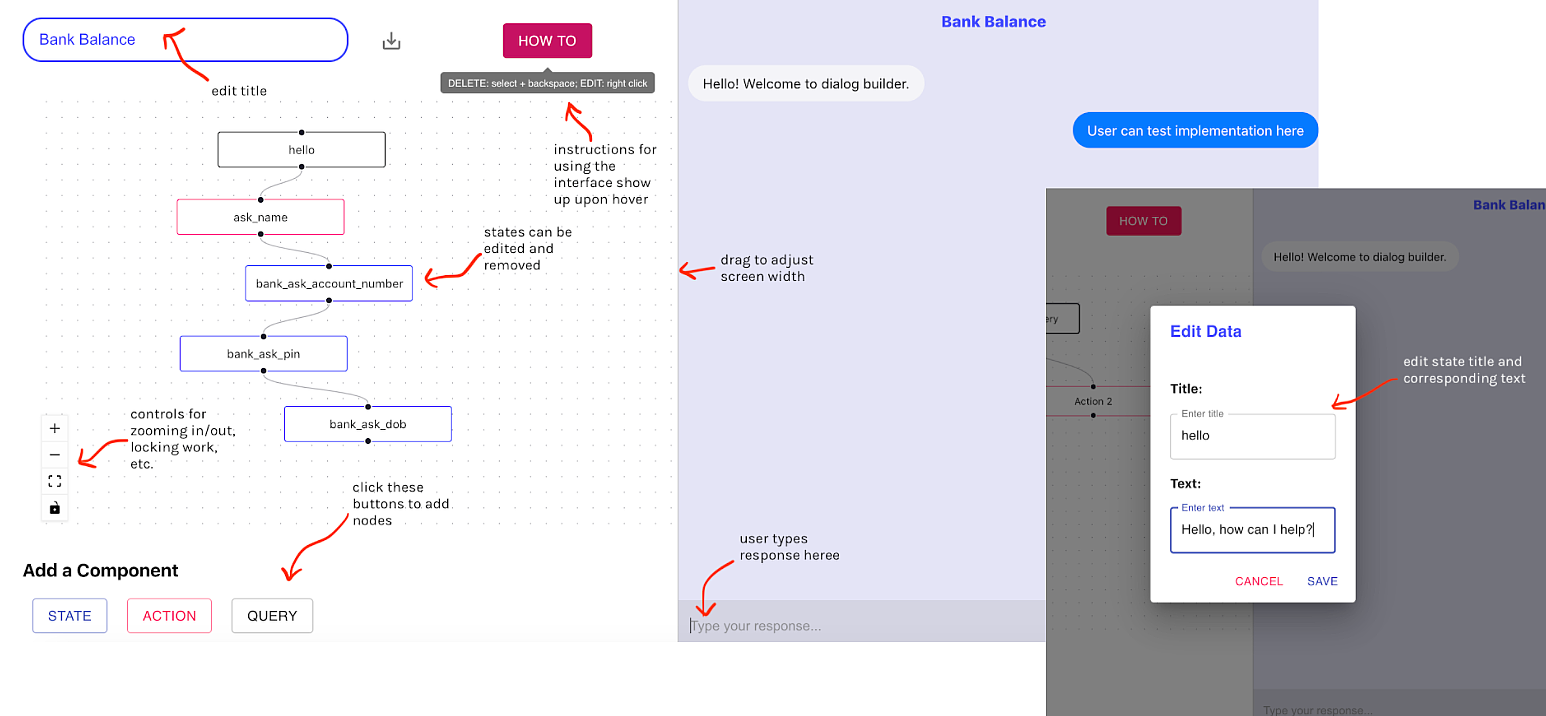 Bank Balance
edit title
HOW TO
DELETE: select + backspace; EDIT: right click
instructions for
using the
interface show
up upon hover
hello
ask_name
states can be
edited and
removed
bank_ask_account_number
bank_ask_pin
bank_ask_dob
controls for
zooming in/out,
locking work,
etc.
click these
buttons to add
nodes
Add a Component
STATE
ACTION
QUERY
Bank Balance
Hello! Welcome to dialog builder.
User can test implementation here
drag to adjust
screen width
user types
response heree
Type your response...
HOW TO
Bank Balan
Hello! Welcome to dialog builder.
ery
Action 2
Edit Data
Title:
Enter title
hello
Text:
Enter text
Hello, how can I help?
CANCEL
SAVE
edit state title and
corresponding text
Type your response...